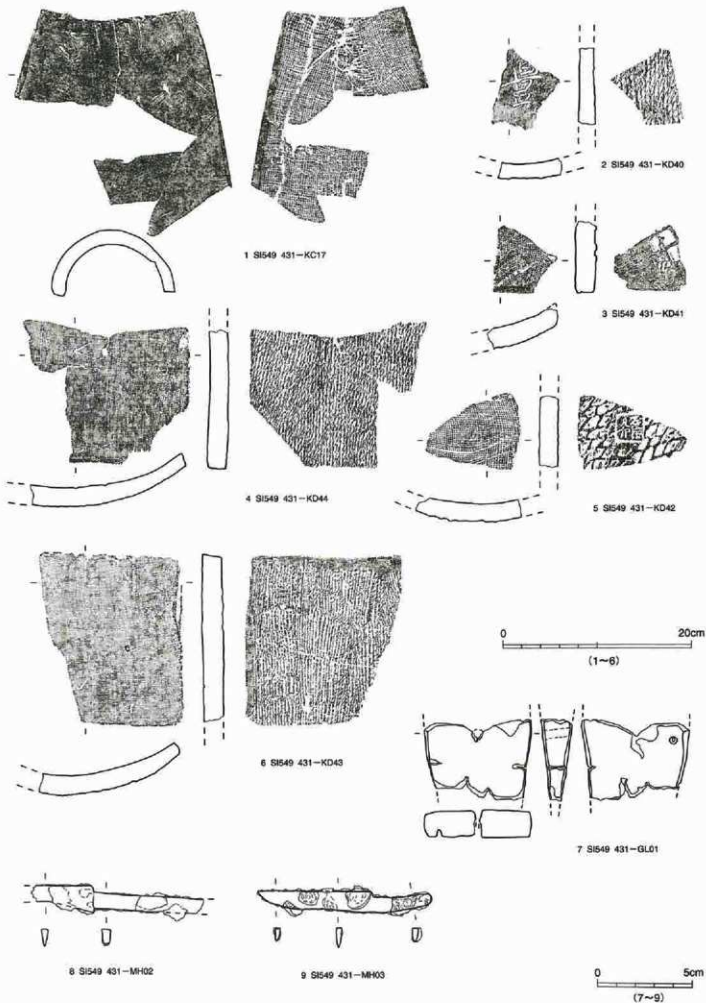 1 SI549 431-KC17
2 SI549 431-KD40
3 SI549 431-KD41
4 SI549 431-KD44
5 SI549 431-KD42
6 SI549 431-KD43
0 20cm
(1~6)
7 SI549 431-GL01
8 SI549 431-MH02
9 SI549 431-MH03
0 5cm
(7~9)